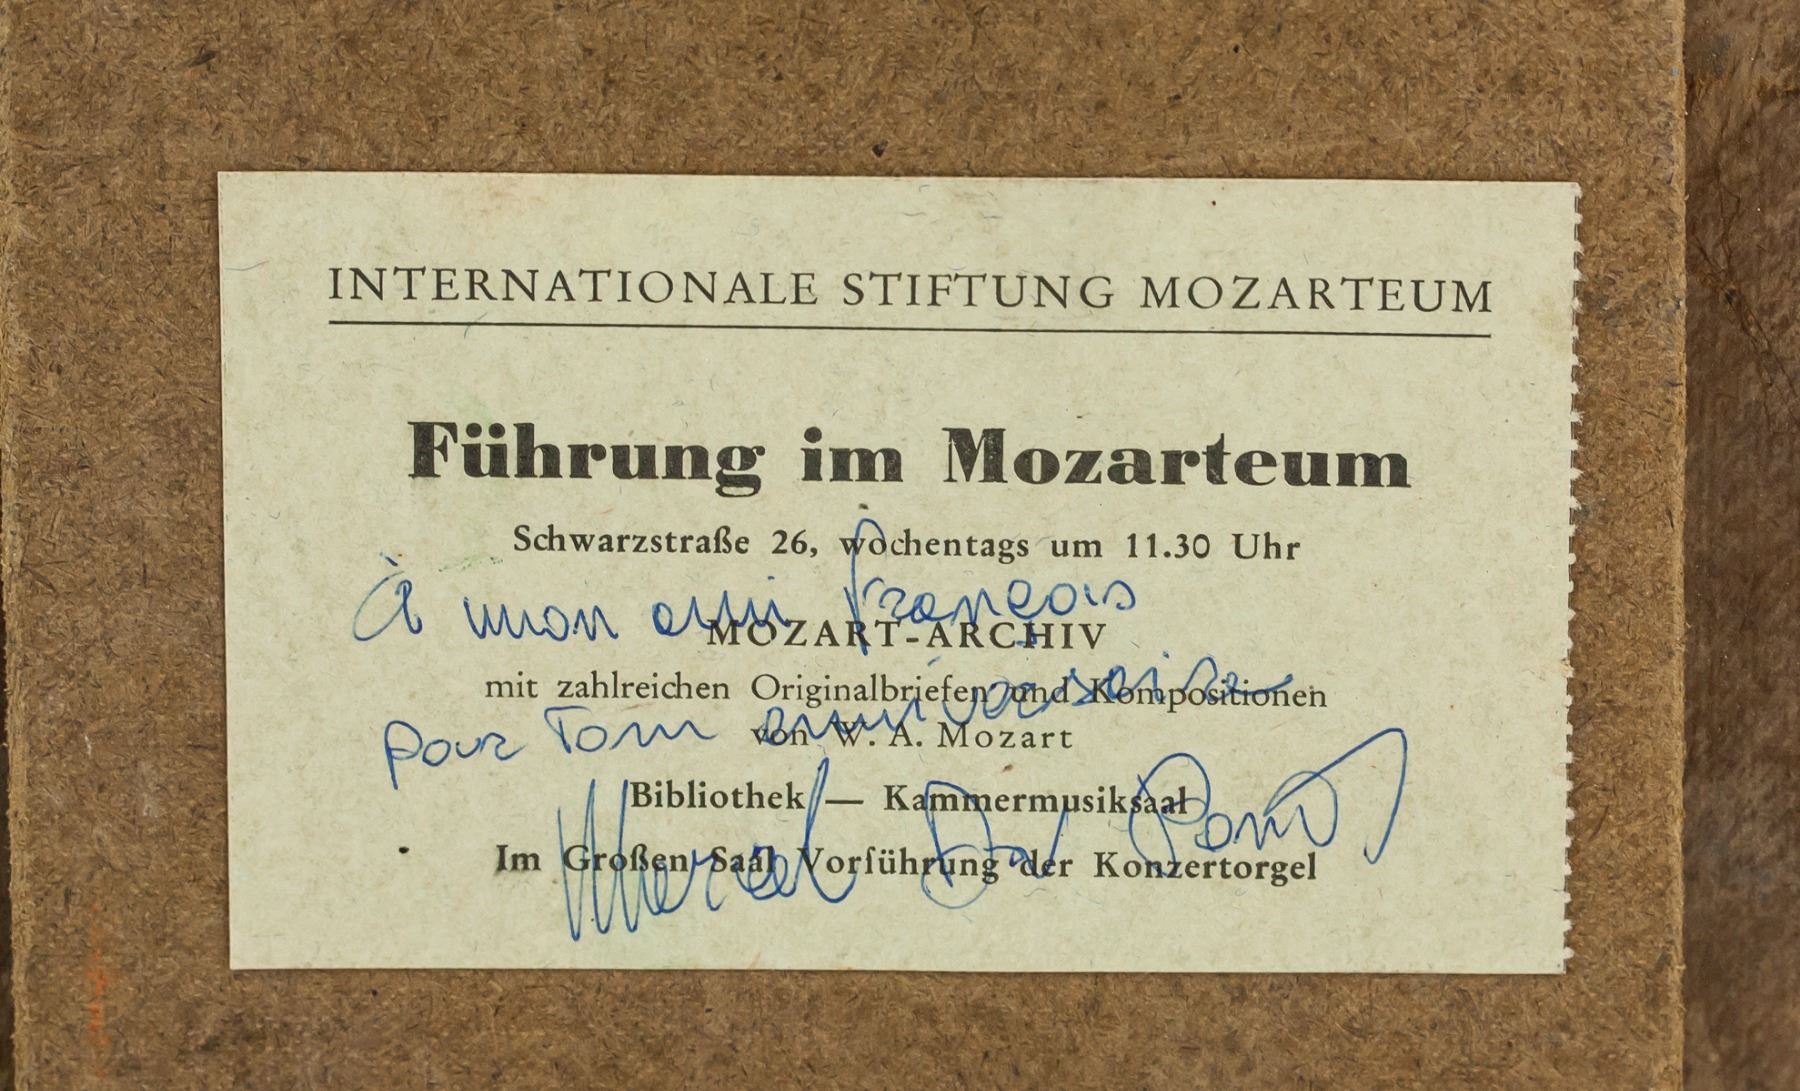 INTERNATIONALE STIFTUNG MOZARTEUM
Führung im Mozarteum
Schwarzstraße 26, wochentags um 11.30 Uhr
À mon ami François
MOZART-ARCHIV
mit zahlreichen Originalbriefen und Kompositionen
pour Tom anniversaire
von W. A. Mozart
Bibliothek — Kammermusiksaal
Im Großen Saal Vorführung der Konzertorgel